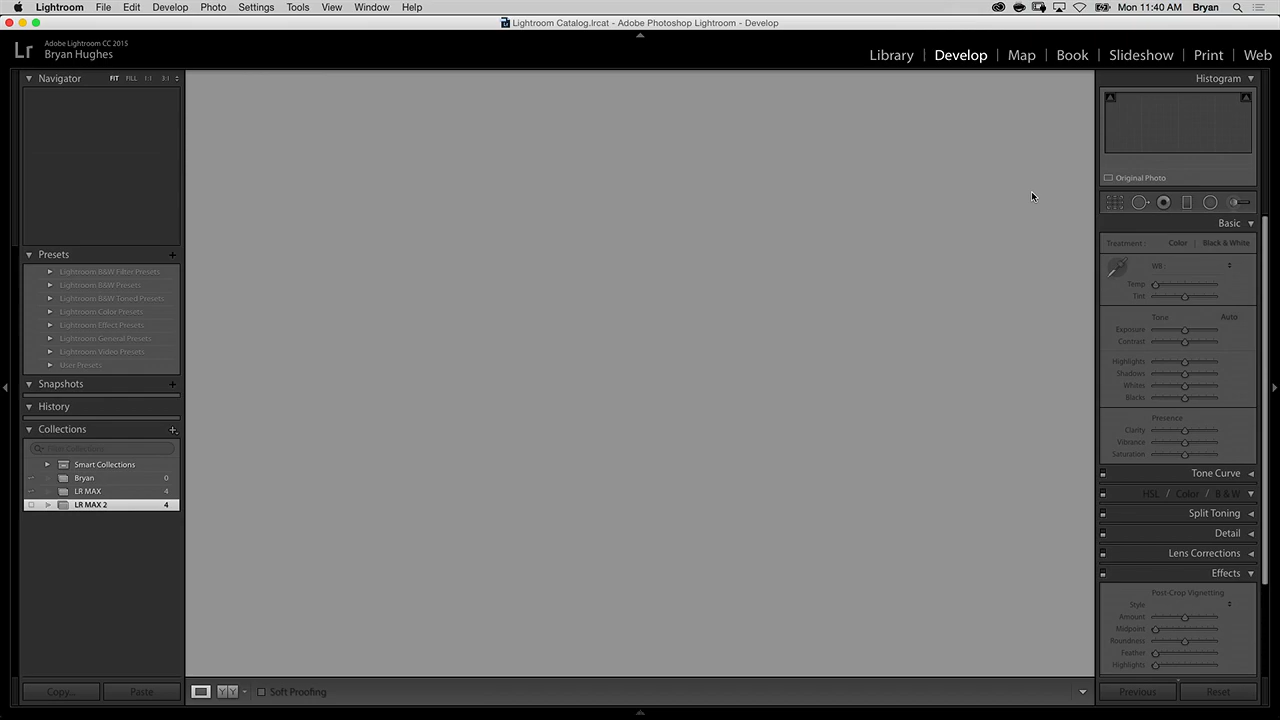 Lightroom File Edit Develop Photo Settings Tools View Window Help Mon 11:40 AM Bryan
Lightroom Catalog.lrcat - Adobe Photoshop Lightroom - Develop
Lr Adobe Lightroom CC 2015
Bryan Hughes
Library | Develop | Map | Book | Slideshow | Print | Web
Navigator FIT FILL 1:1 3:1
Presets +
Lightroom B&W Filter Presets
Lightroom B&W Presets
Lightroom B&W Toned Presets
Lightroom Color Presets
Lightroom Effect Presets
Lightroom General Presets
Lightroom Video Presets
User Presets
Snapshots +
History
Collections +
Filter Collections
Smart Collections
Bryan 0
LR MAX 4
LR MAX 2 4
Copy... Paste
Y Y Soft Proofing
Histogram
Original Photo
Basic
Treatment : Color | Black & White
WB :
Temp
Tint
Tone Auto
Exposure
Contrast
Highlights
Shadows
Whites
Blacks
Presence
Clarity
Vibrance
Saturation
Tone Curve
HSL / Color / B & W
Split Toning
Detail
Lens Corrections
Effects
Post-Crop Vignetting
Style
Amount
Midpoint
Roundness
Feather
Highlights
Previous Reset